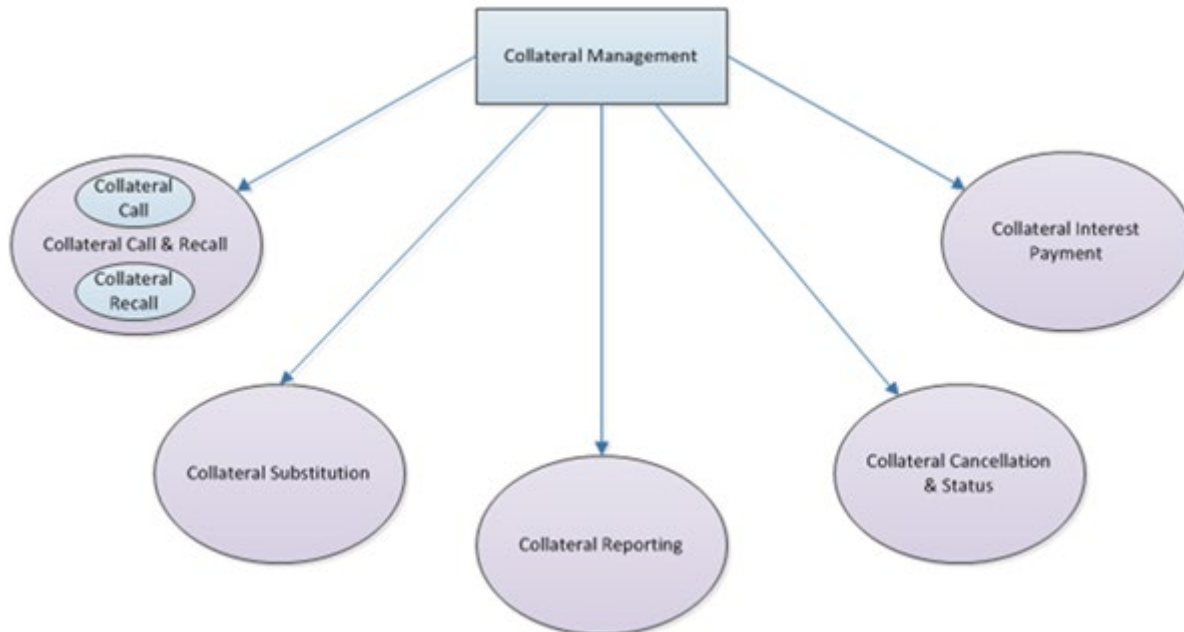 Collateral Management
Collateral
Call
Collateral Call & Recall
Collateral
Recall
Collateral Interest
Payment
Collateral Substitution
Collateral Cancellation
& Status
Collateral Reporting